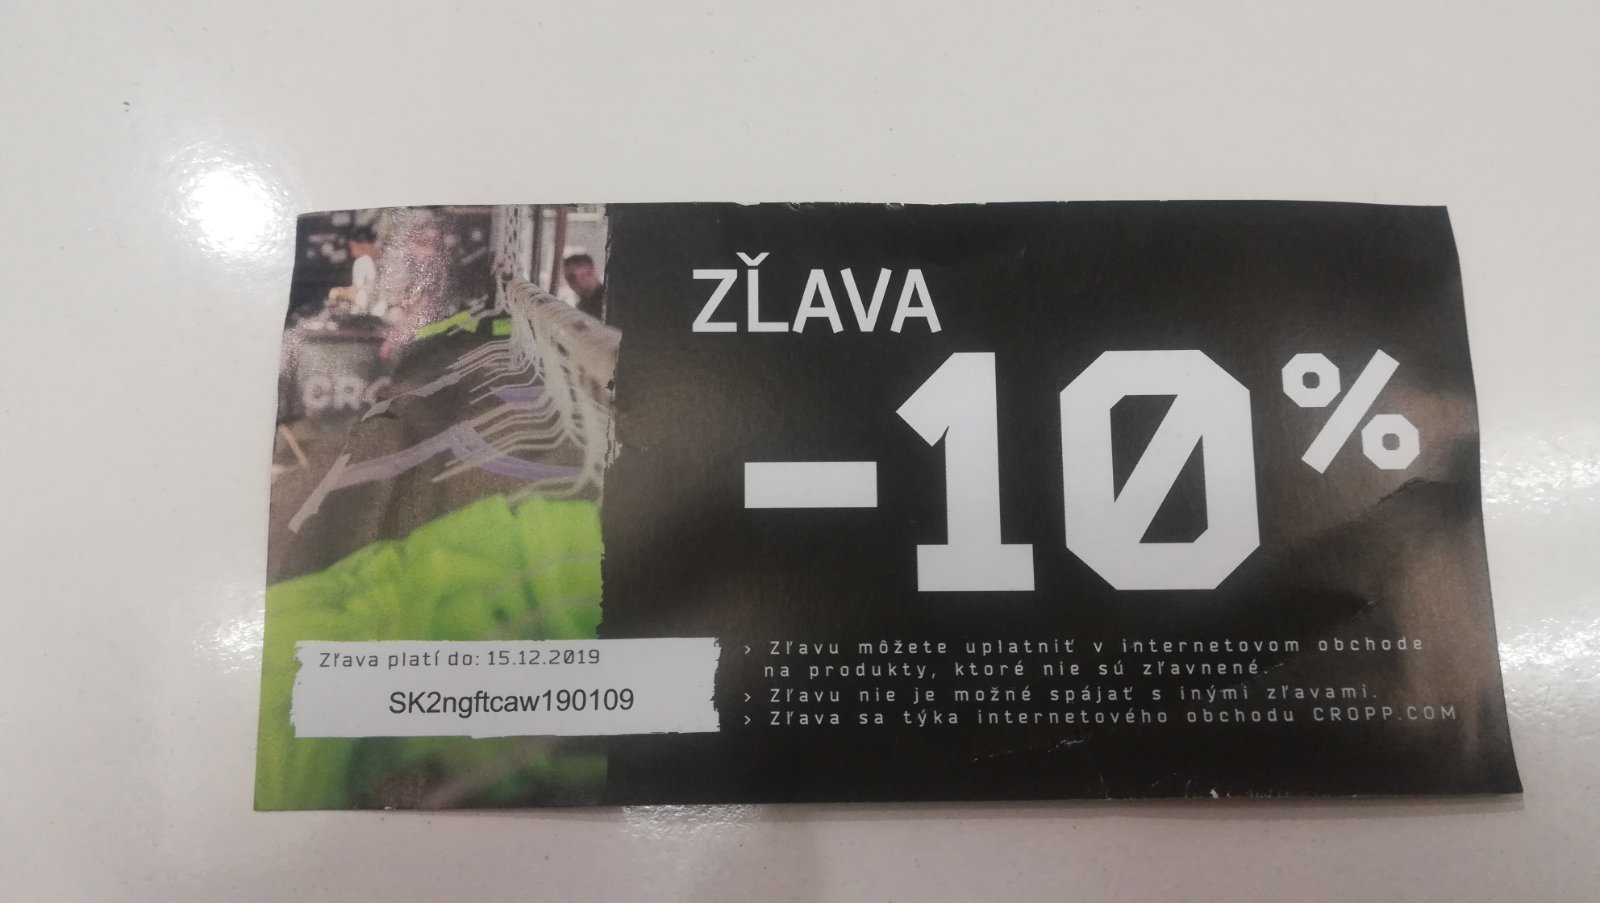 ZĽAVA
-10%
CRO
Zľava platí do: 15.12.2019
SK2ngftcaw190109
> Zľavu môžete uplatniť v internetovom obchode
na produkty, ktoré nie sú zľavnené.
> Zľavu nie je možné spájať s inými zľavami.
> Zľava sa týka internetového obchodu CROPP.COM